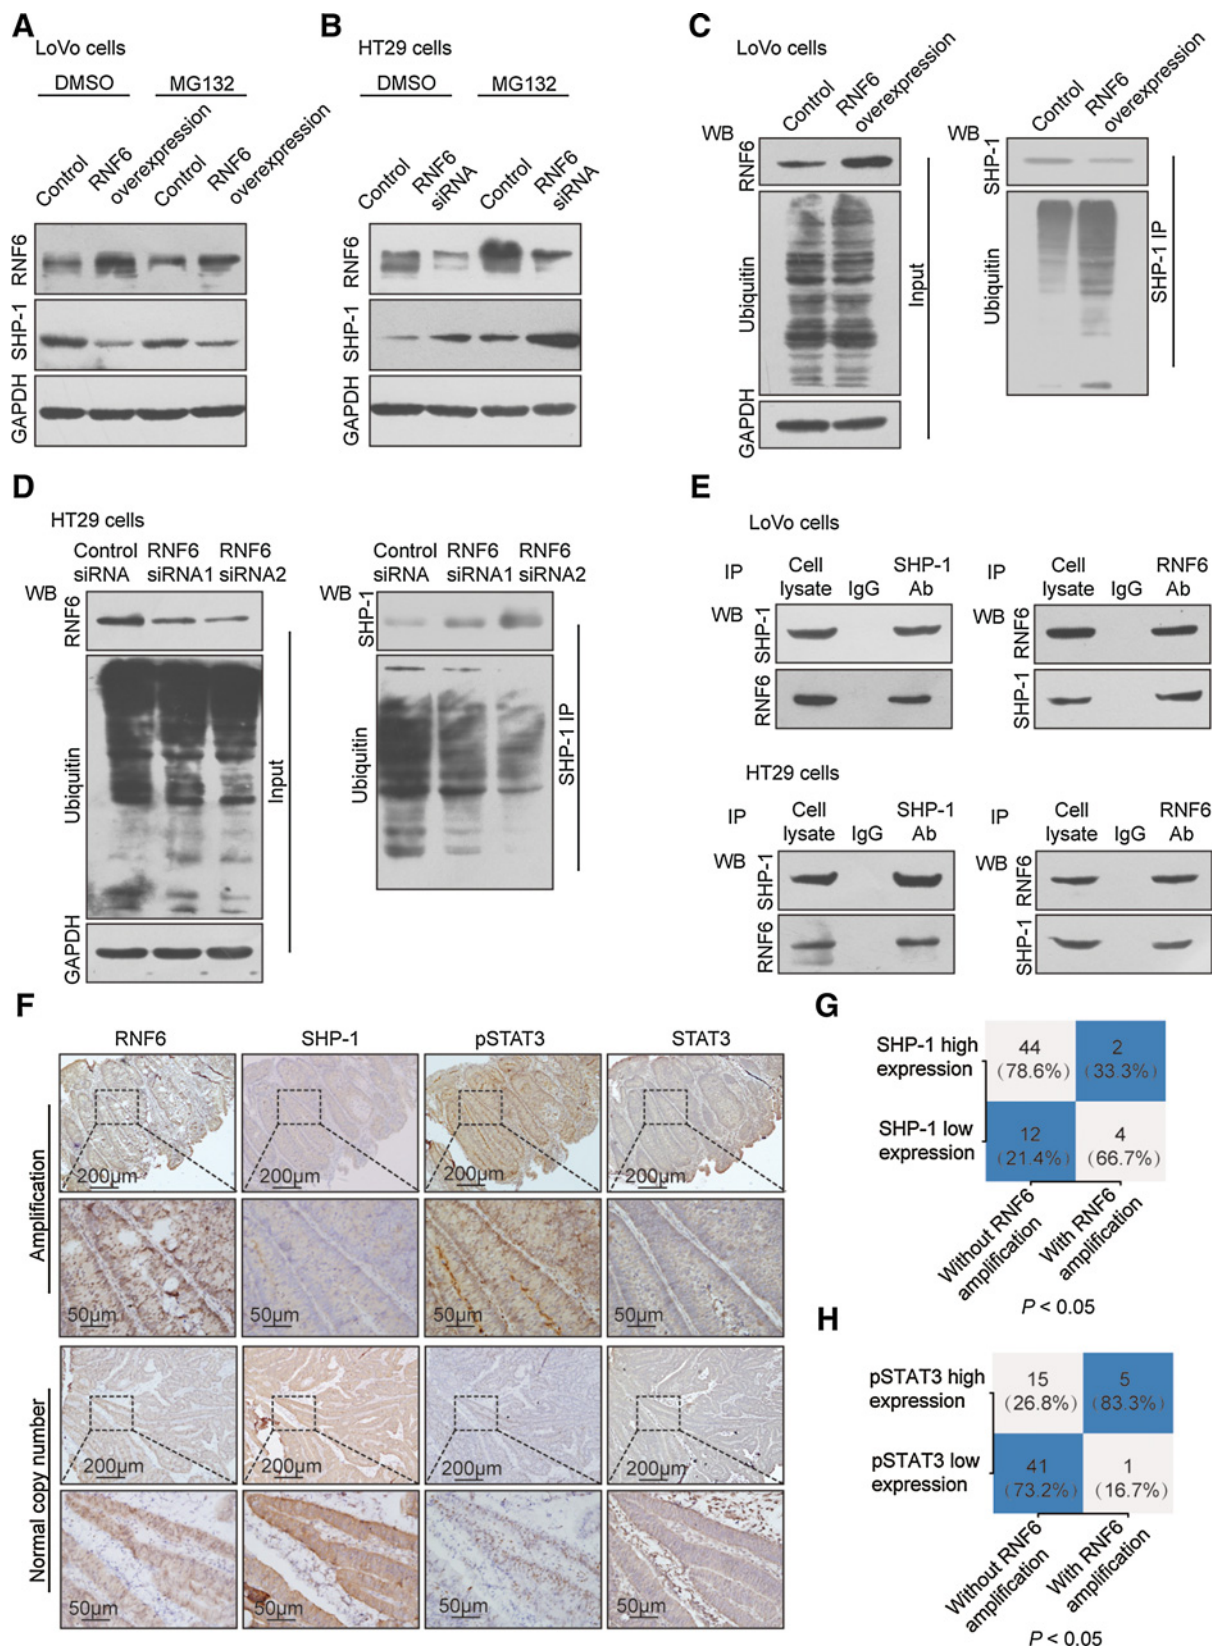 A
LoVo cells
DMSO MG132
Control
RNF6 overexpression
Control
RNF6 overexpression
RNF6
SHP-1
GAPDH
B
HT29 cells
DMSO MG132
Control
RNF6 siRNA
Control
RNF6 siRNA
RNF6
SHP-1
GAPDH
C
LoVo cells
WB
Control
RNF6 overexpression
RNF6
Ubiquitin
GAPDH
Input
WB
Control
RNF6 overexpression
SHP-1
Ubiquitin
SHP-1 IP
D
HT29 cells
Control RNF6 RNF6
siRNA siRNA1 siRNA2
WB
RNF6
Ubiquitin
GAPDH
Input
Control RNF6 RNF6
siRNA siRNA1 siRNA2
WB
SHP-1
Ubiquitin
SHP-1 IP
E
LoVo cells
IP Cell lysate IgG SHP-1 Ab
WB
SHP-1
RNF6
IP Cell lysate IgG RNF6 Ab
WB
RNF6
SHP-1
HT29 cells
IP Cell lysate IgG SHP-1 Ab
WB
SHP-1
RNF6
IP Cell lysate IgG RNF6 Ab
WB
RNF6
SHP-1
F
RNF6 SHP-1 pSTAT3 STAT3
Amplification
200µm 200µm 200µm 200µm
50µm 50µm 50µm 50µm
Normal copy number
200µm 200µm 200µm 200µm
50µm 50µm 50µm 50µm
G
SHP-1 high expression
44 (78.6%)
2 (33.3%)
SHP-1 low expression
12 (21.4%)
4 (66.7%)
Without RNF6 amplification
With RNF6 amplification
P < 0.05
H
pSTAT3 high expression
15 (26.8%)
5 (83.3%)
pSTAT3 low expression
41 (73.2%)
1 (16.7%)
Without RNF6 amplification
With RNF6 amplification
P < 0.05